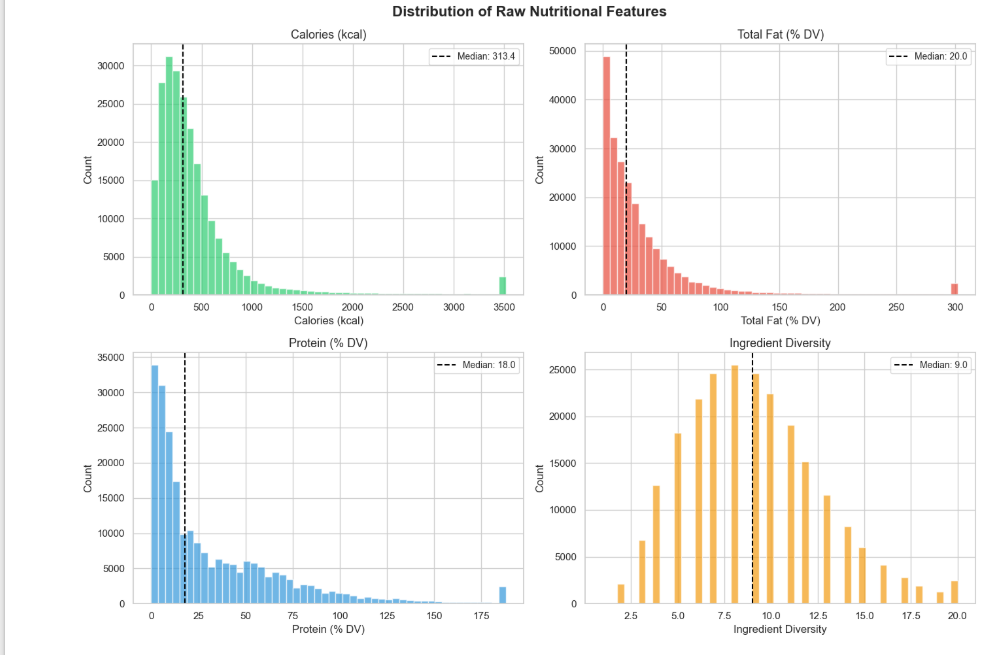 Distribution of Raw Nutritional Features
Calories (kcal)
Median: 313.4
Count
30000
25000
20000
15000
10000
5000
0
0 500 1000 1500 2000 2500 3000 3500
Calories (kcal)
Total Fat (% DV)
Median: 20.0
Count
50000
40000
30000
20000
10000
0
0 50 100 150 200 250 300
Total Fat (% DV)
Protein (% DV)
Median: 18.0
Count
35000
30000
25000
20000
15000
10000
5000
0
0 25 50 75 100 125 150 175
Protein (% DV)
Ingredient Diversity
Median: 9.0
Count
25000
20000
15000
10000
5000
0
2.5 5.0 7.5 10.0 12.5 15.0 17.5 20.0
Ingredient Diversity